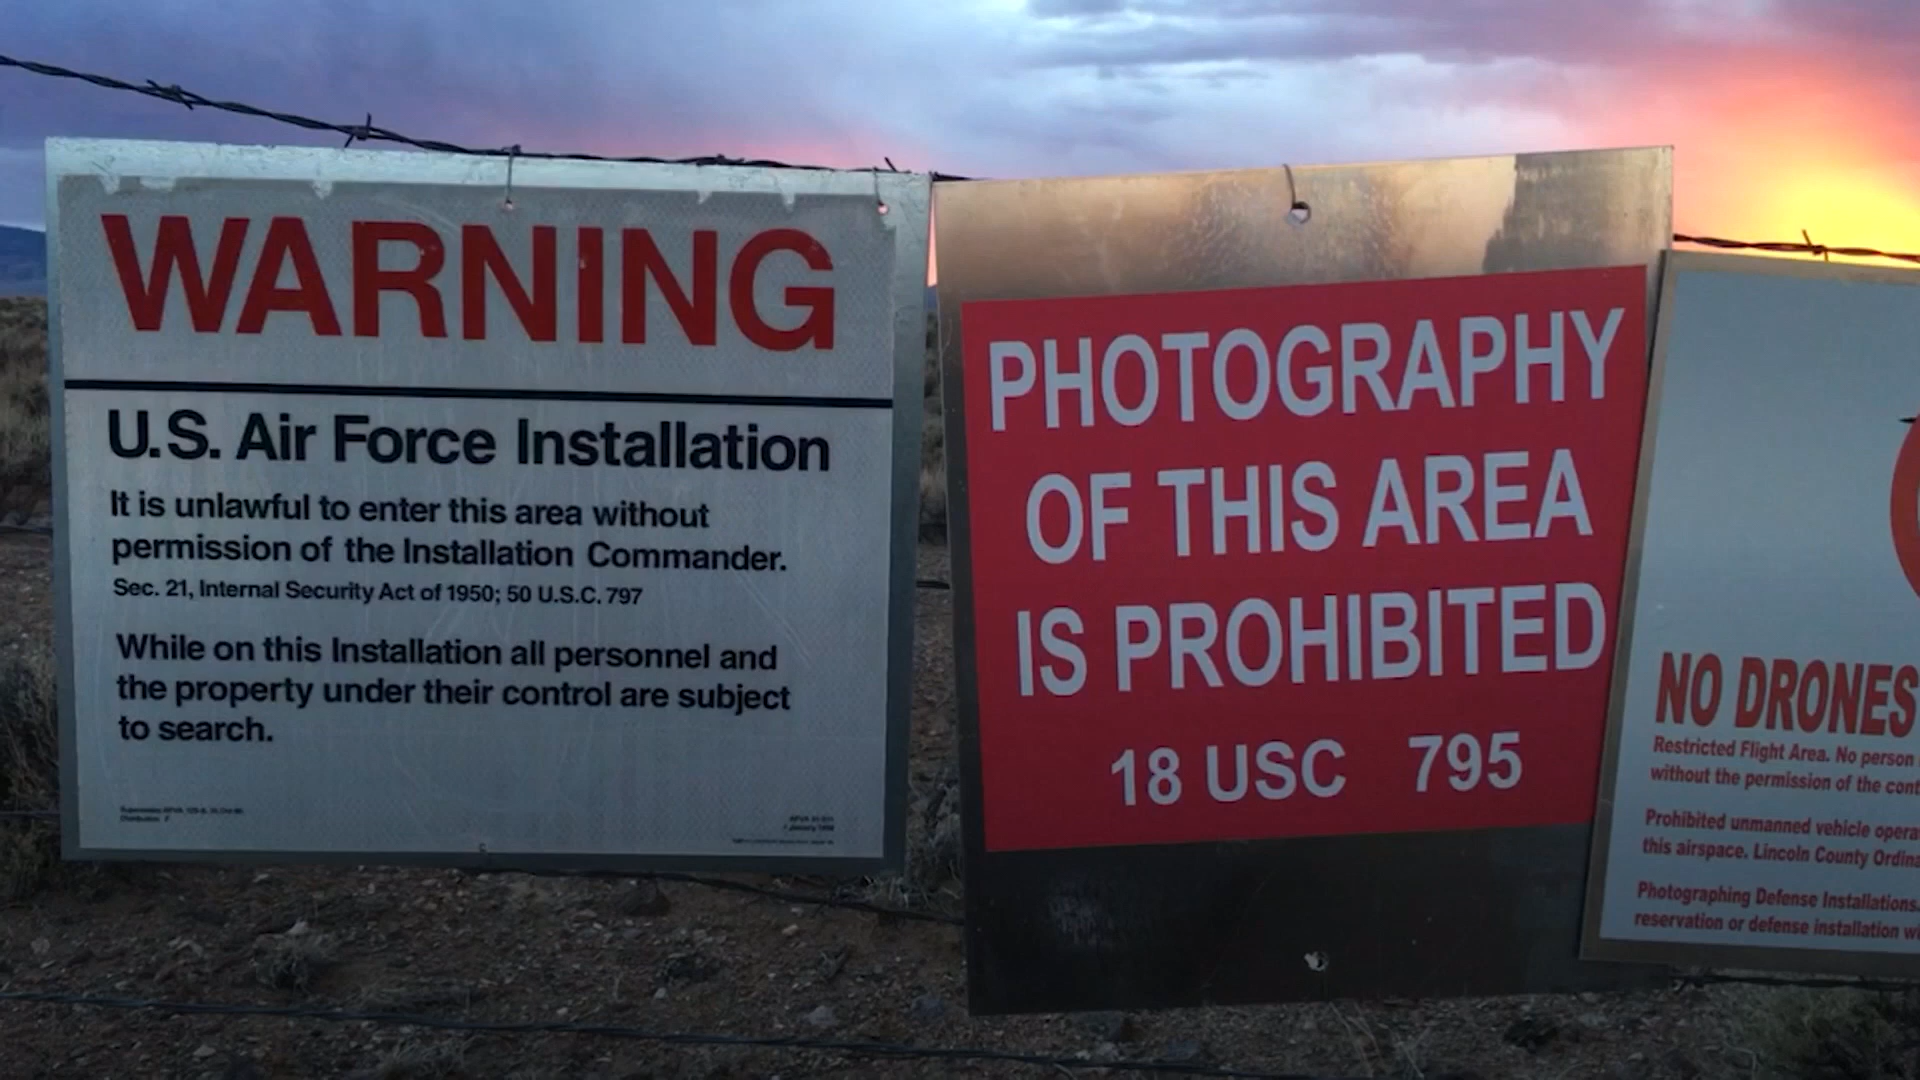 WARNING
U.S. Air Force Installation
It is unlawful to enter this area without
permission of the Installation Commander.
Sec. 21, Internal Security Act of 1950; 50 U.S.C. 797
While on this Installation all personnel and
the property under their control are subject
to search.
PHOTOGRAPHY
OF THIS AREA
IS PROHIBITED
18 USC 795
NO DRONES
Restricted Flight Area. No person
without the permission of the
Prohibited unmanned vehicle
this airspace. Lincoln County
Photographing Defense Installations.
reservation or defense installation